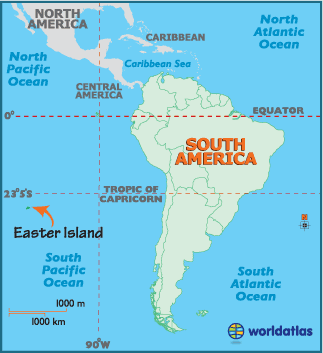 NORTH
AMERICA
North
Pacific
Ocean
CARIBBEAN
North
Atlantic
Ocean
Caribbean Sea
CENTRAL
AMERICA
EQUATOR
0°
SOUTH
AMERICA
23°5'S
TROPIC OF
CAPRICORN
Easter Island
South
Pacific
Ocean
South
Atlantic
Ocean
1000 m
1000 km
90°W
worldatlas